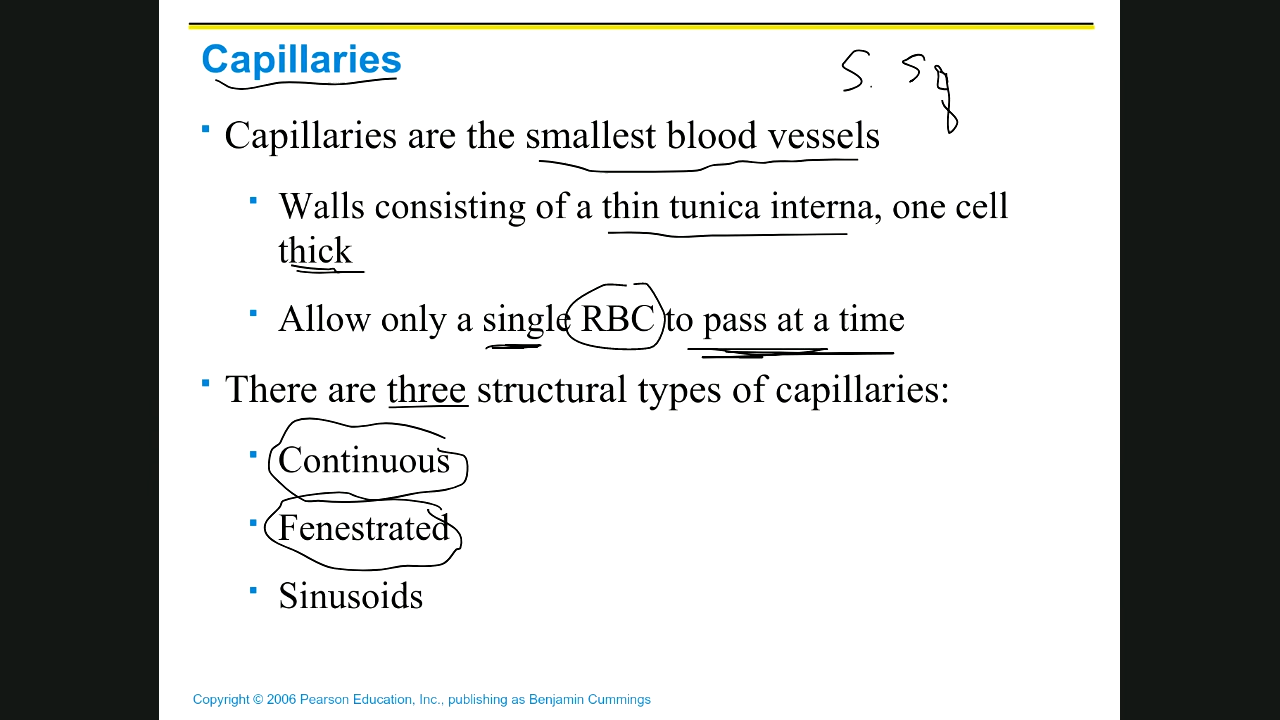 Capillaries
S. Sq
Capillaries are the smallest blood vessels
Walls consisting of a thin tunica interna, one cell
thick
Allow only a single RBC to pass at a time
There are three structural types of capillaries:
Continuous
Fenestrated
Sinusoids
Copyright © 2006 Pearson Education, Inc., publishing as Benjamin Cummings